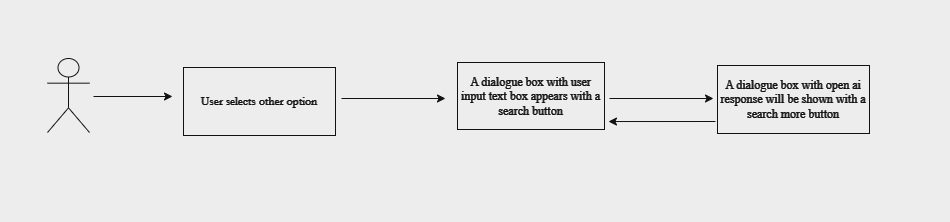 User selects other option
A dialogue box with user
input text box appears with a
search button
A dialogue box with open ai
response will be shown with a
search more button